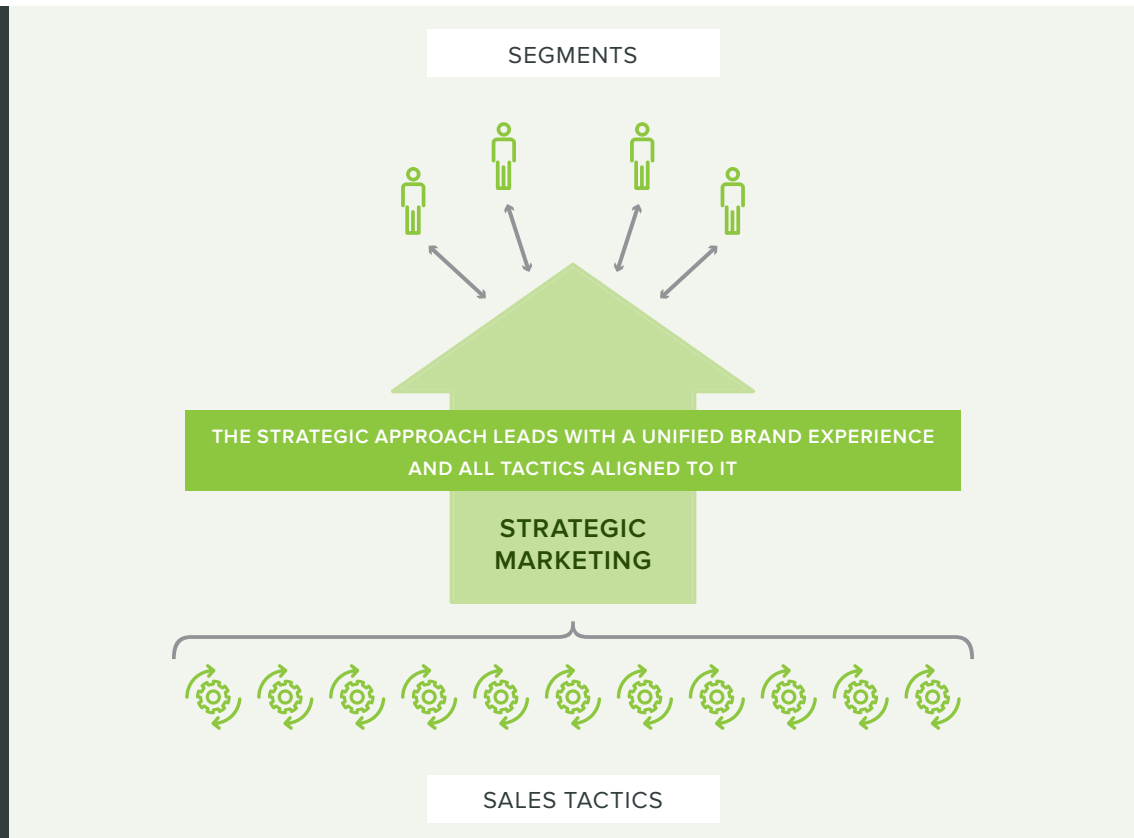 SEGMENTS
THE STRATEGIC APPROACH LEADS WITH A UNIFIED BRAND EXPERIENCE
AND ALL TACTICS ALIGNED TO IT
STRATEGIC
MARKETING
SALES TACTICS